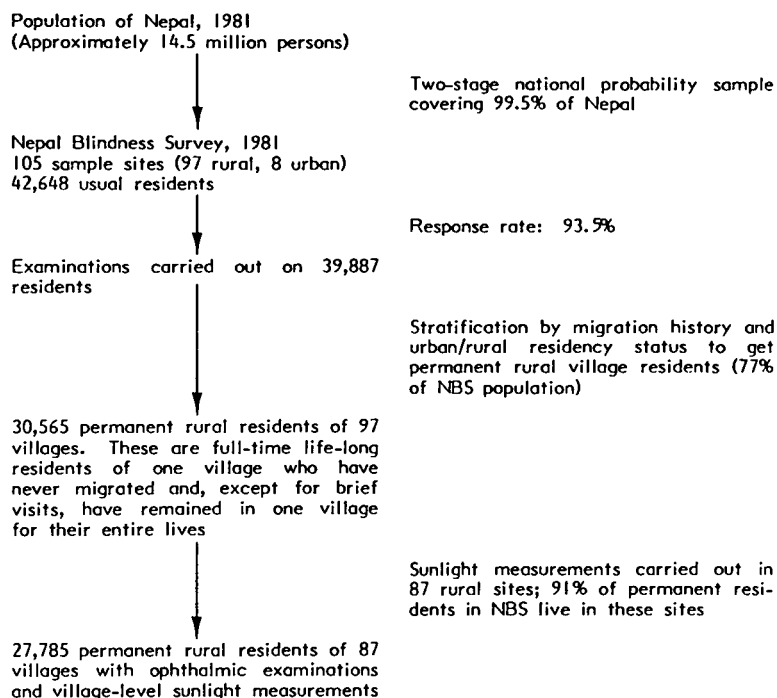 Population of Nepal, 1981
(Approximately 14.5 million persons)
Two-stage national probability sample
covering 99.5% of Nepal
Nepal Blindness Survey, 1981
105 sample sites (97 rural, 8 urban)
42,648 usual residents
Response rate: 93.5%
Examinations carried out on 39,887
residents
Stratification by migration history and
urban/rural residency status to get
permanent rural village residents (77%
of NBS population)
30,565 permanent rural residents of 97
villages. These are full-time life-long
residents of one village who have
never migrated and, except for brief
visits, have remained in one village
for their entire lives
Sunlight measurements carried out in
87 rural sites; 91% of permanent resi-
dents in NBS live in these sites
27,785 permanent rural residents of 87
villages with ophthalmic examinations
and village-level sunlight measurements